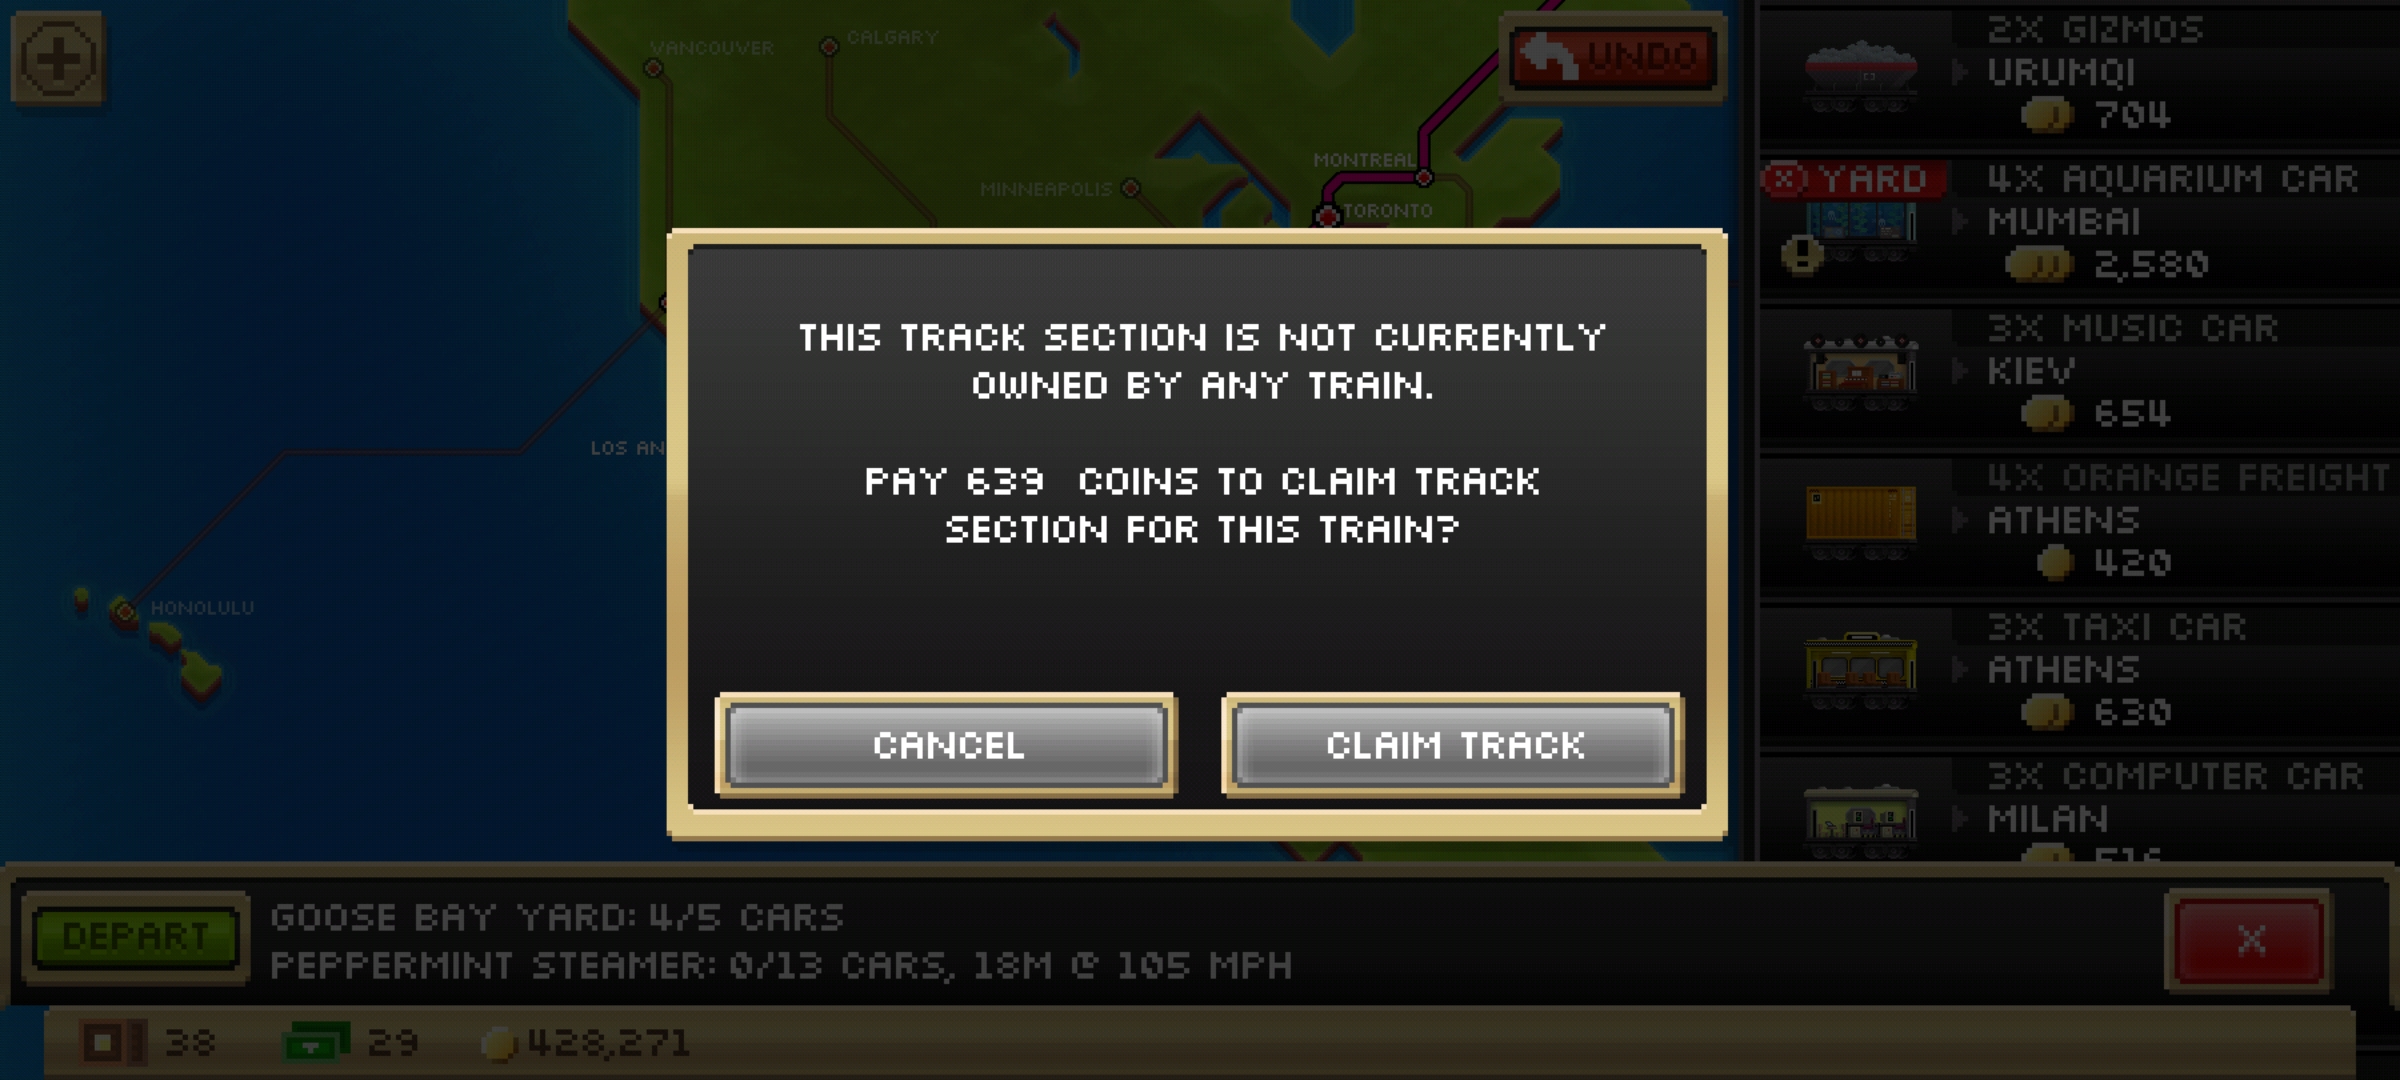 VANCOUVER
CALGARY
MINNEAPOLIS
MONTREAL
TORONTO
LOS AN
HONOLULU
UNDO
2X GIZMOS
URUMQI
704
YARD
4X AQUARIUM CAR
MUMBAI
2,580
3X MUSIC CAR
KIEV
654
4X ORANGE FREIGHT
ATHENS
420
3X TAXI CAR
ATHENS
630
3X COMPUTER CAR
MILAN
THIS TRACK SECTION IS NOT CURRENTLY
OWNED BY ANY TRAIN.
PAY 639 COINS TO CLAIM TRACK
SECTION FOR THIS TRAIN?
CANCEL
CLAIM TRACK
DEPART
GOOSE BAY YARD: 4/5 CARS
PEPPERMINT STEAMER: 0/13 CARS, 18M @ 105 MPH
X
38
29
428,271